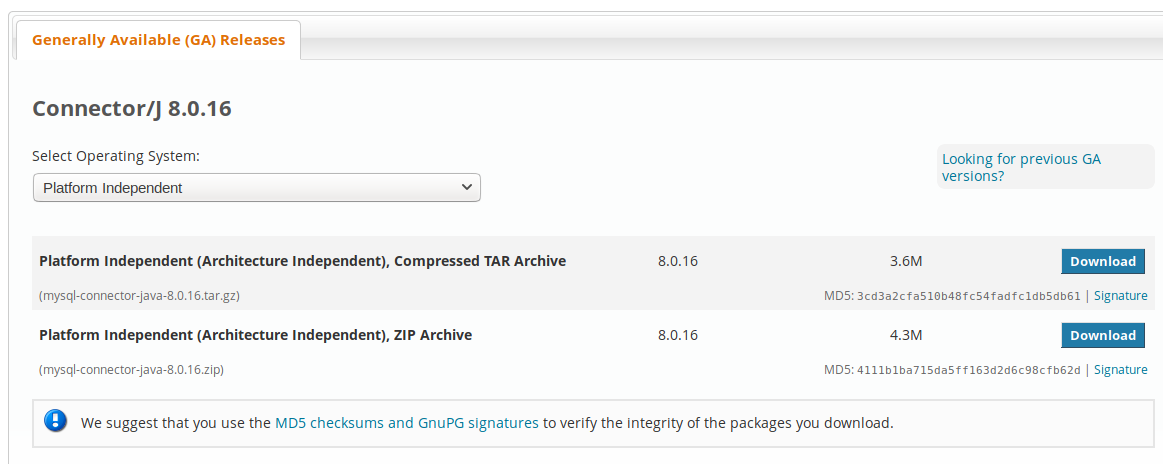 Generally Available (GA) Releases
Connector/J 8.0.16
Select Operating System:
Looking for previous GA
versions?
Platform Independent
Platform Independent (Architecture Independent), Compressed TAR Archive 8.0.16 3.6M Download
(mysql-connector-java-8.0.16.tar.gz) MD5: 3cd3a2cfa510b48fc54fadfc1db5db61 | Signature
Platform Independent (Architecture Independent), ZIP Archive 8.0.16 4.3M Download
(mysql-connector-java-8.0.16.zip) MD5: 4111b1ba715da5ff163d2d6c98cfb62d | Signature
We suggest that you use the MD5 checksums and GnuPG signatures to verify the integrity of the packages you download.